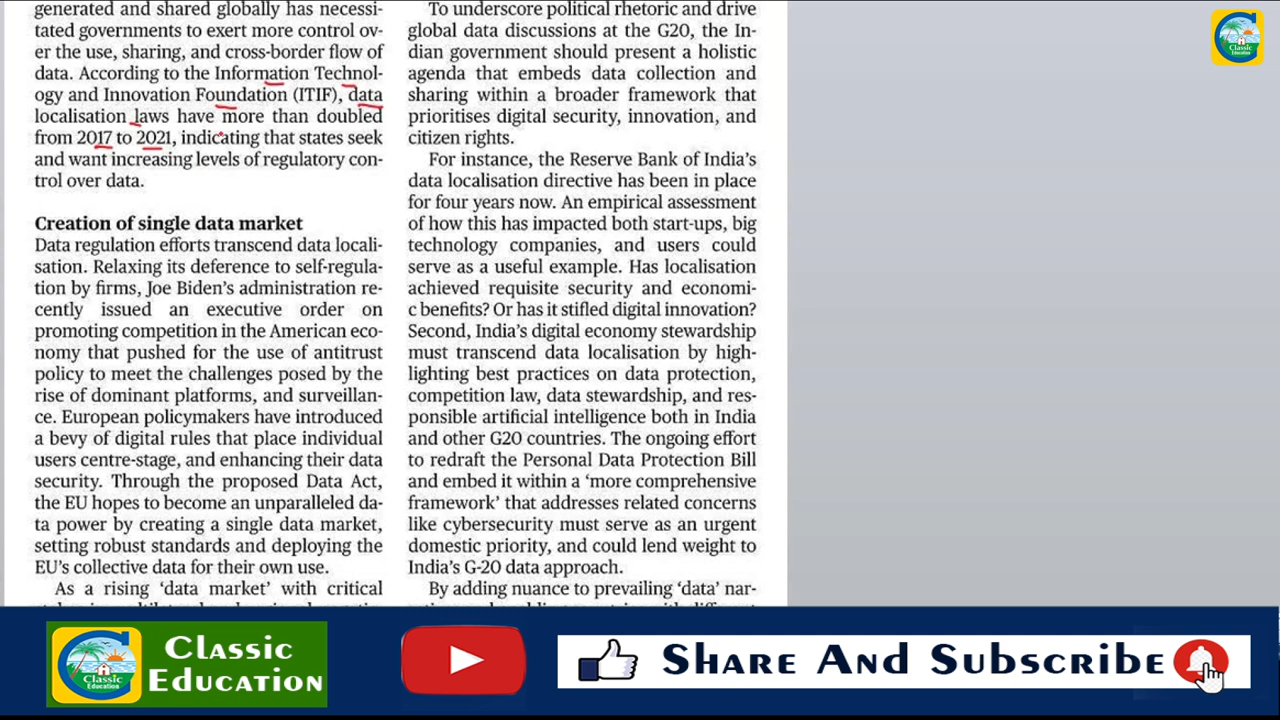 generated and shared globally has necessi-
tated governments to exert more control ov-
er the use, sharing, and cross-border flow of
data. According to the Information Technol-
ogy and Innovation Foundation (ITIF), data
localisation laws have more than doubled
from 2017 to 2021, indicating that states seek
and want increasing levels of regulatory con-
trol over data.
Creation of single data market
Data regulation efforts transcend data locali-
sation. Relaxing its deference to self-regula-
tion by firms, Joe Biden's administration re-
cently issued an executive order on
promoting competition in the American eco-
nomy that pushed for the use of antitrust
policy to meet the challenges posed by the
rise of dominant platforms, and surveillan-
ce. European policymakers have introduced
a bevy of digital rules that place individual
users centre-stage, and enhancing their data
security. Through the proposed Data Act,
the EU hopes to become an unparalleled da-
ta power by creating a single data market,
setting robust standards and deploying the
EU's collective data for their own use.
As a rising 'data market' with critical
To underscore political rhetoric and drive
global data discussions at the G20, the In-
dian government should present a holistic
agenda that embeds data collection and
sharing within a broader framework that
prioritises digital security, innovation, and
citizen rights.
For instance, the Reserve Bank of India's
data localisation directive has been in place
for four years now. An empirical assessment
of how this has impacted both start-ups, big
technology companies, and users could
serve as a useful example. Has localisation
achieved requisite security and economi-
c benefits? Or has it stifled digital innovation?
Second, India's digital economy stewardship
must transcend data localisation by high-
lighting best practices on data protection,
competition law, data stewardship, and res-
ponsible artificial intelligence both in India
and other G20 countries. The ongoing effort
to redraft the Personal Data Protection Bill
and embed it within a 'more comprehensive
framework' that addresses related concerns
like cybersecurity must serve as an urgent
domestic priority, and could lend weight to
India's G-20 data approach.
By adding nuance to prevailing 'data' nar-
Classic
Education
Classic
Education
Classic
Education
Share And Subscribe